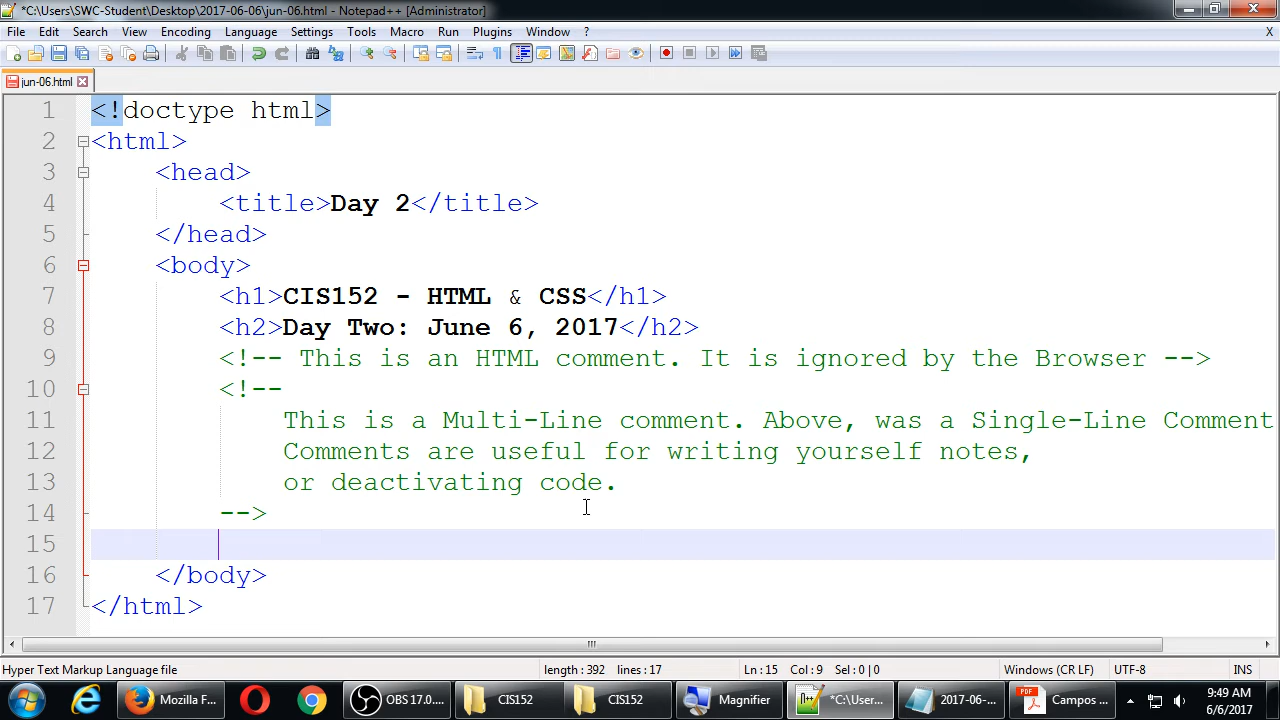 *C:\Users\SWC-Student\Desktop\2017-06-06\jun-06.html - Notepad++ [Administrator]
File Edit Search View Encoding Language Settings Tools Macro Run Plugins Window ? X
jun-06.html
1 <!doctype html>
2 <html>
3 <head>
4 <title>Day 2</title>
5 </head>
6 <body>
7 <h1>CIS152 - HTML & CSS</h1>
8 <h2>Day Two: June 6, 2017</h2>
9 <!-- This is an HTML comment. It is ignored by the Browser -->
10 <!--
11 This is a Multi-Line comment. Above, was a Single-Line Comment
12 Comments are useful for writing yourself notes,
13 or deactivating code.
14 -->
15
16 </body>
17 </html>
Hyper Text Markup Language file length : 392 lines : 17 Ln : 15 Col : 9 Sel : 0 | 0 Windows (CR LF) UTF-8 INS
Mozilla F... OBS 17.0.... CIS152 CIS152 Magnifier *C:\User... 2017-06-... Campos ... 9:49 AM
6/6/2017